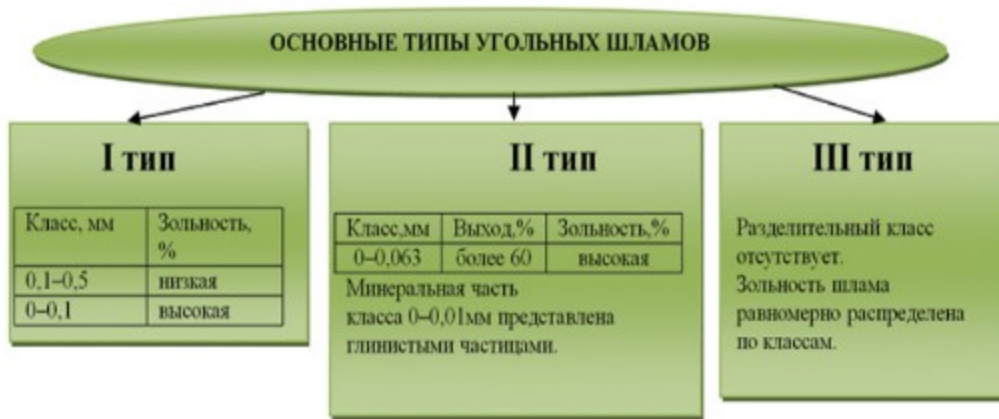 ОСНОВНЫЕ ТИПЫ УГОЛЬНЫХ ШЛАМОВ
I тип
Класс, мм Зольность, %
0,1–0,5 низкая
0–0,1 высокая
II тип
Класс,мм Выход,% Зольность,%
0–0,063 более 60 высокая
Минеральная часть
класса 0–0,01мм представлена
глинистыми частицами.
III тип
Разделительный класс
отсутствует.
Зольность шлама
равномерно распределена
по классам.